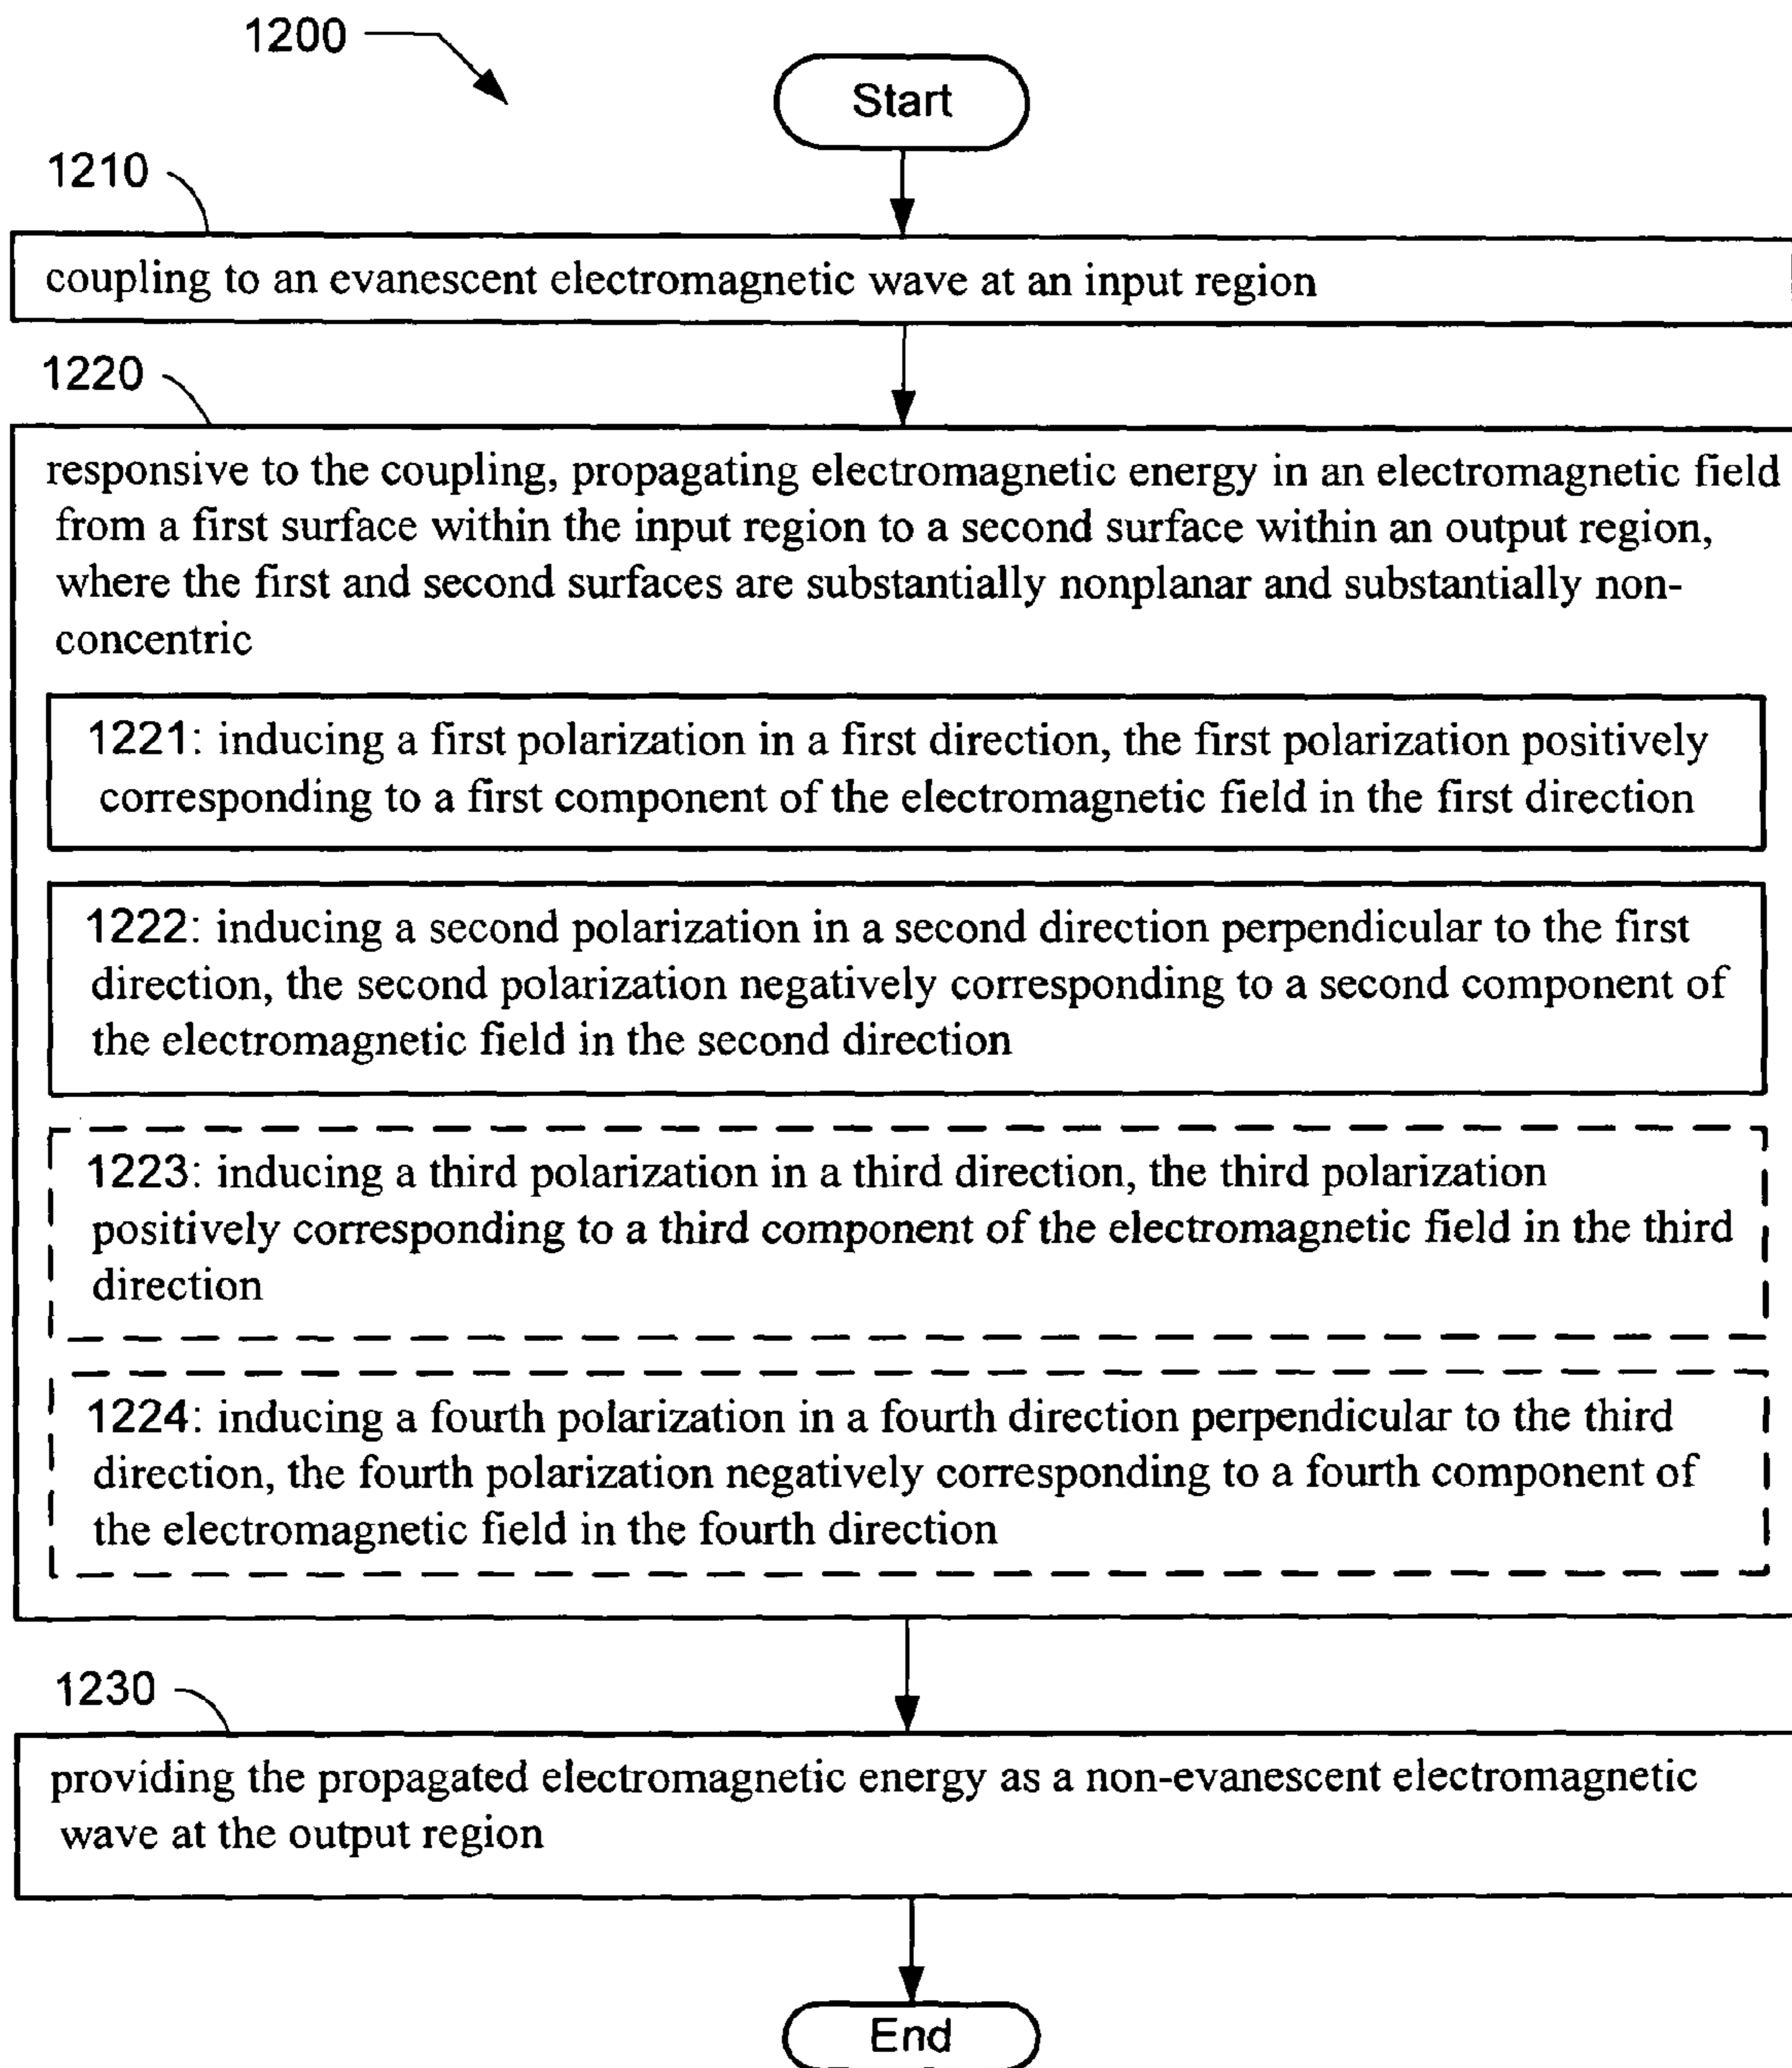 1200
Start
1210
coupling to an evanescent electromagnetic wave at an input region
1220
responsive to the coupling, propagating electromagnetic energy in an electromagnetic field
from a first surface within the input region to a second surface within an output region,
where the first and second surfaces are substantially nonplanar and substantially non-
concentric
1221: inducing a first polarization in a first direction, the first polarization positively
corresponding to a first component of the electromagnetic field in the first direction
1222: inducing a second polarization in a second direction perpendicular to the first
direction, the second polarization negatively corresponding to a second component of
the electromagnetic field in the second direction
1223: inducing a third polarization in a third direction, the third polarization
positively corresponding to a third component of the electromagnetic field in the third
direction
1224: inducing a fourth polarization in a fourth direction perpendicular to the third
direction, the fourth polarization negatively corresponding to a fourth component of
the electromagnetic field in the fourth direction
1230
providing the propagated electromagnetic energy as a non-evanescent electromagnetic
wave at the output region
End